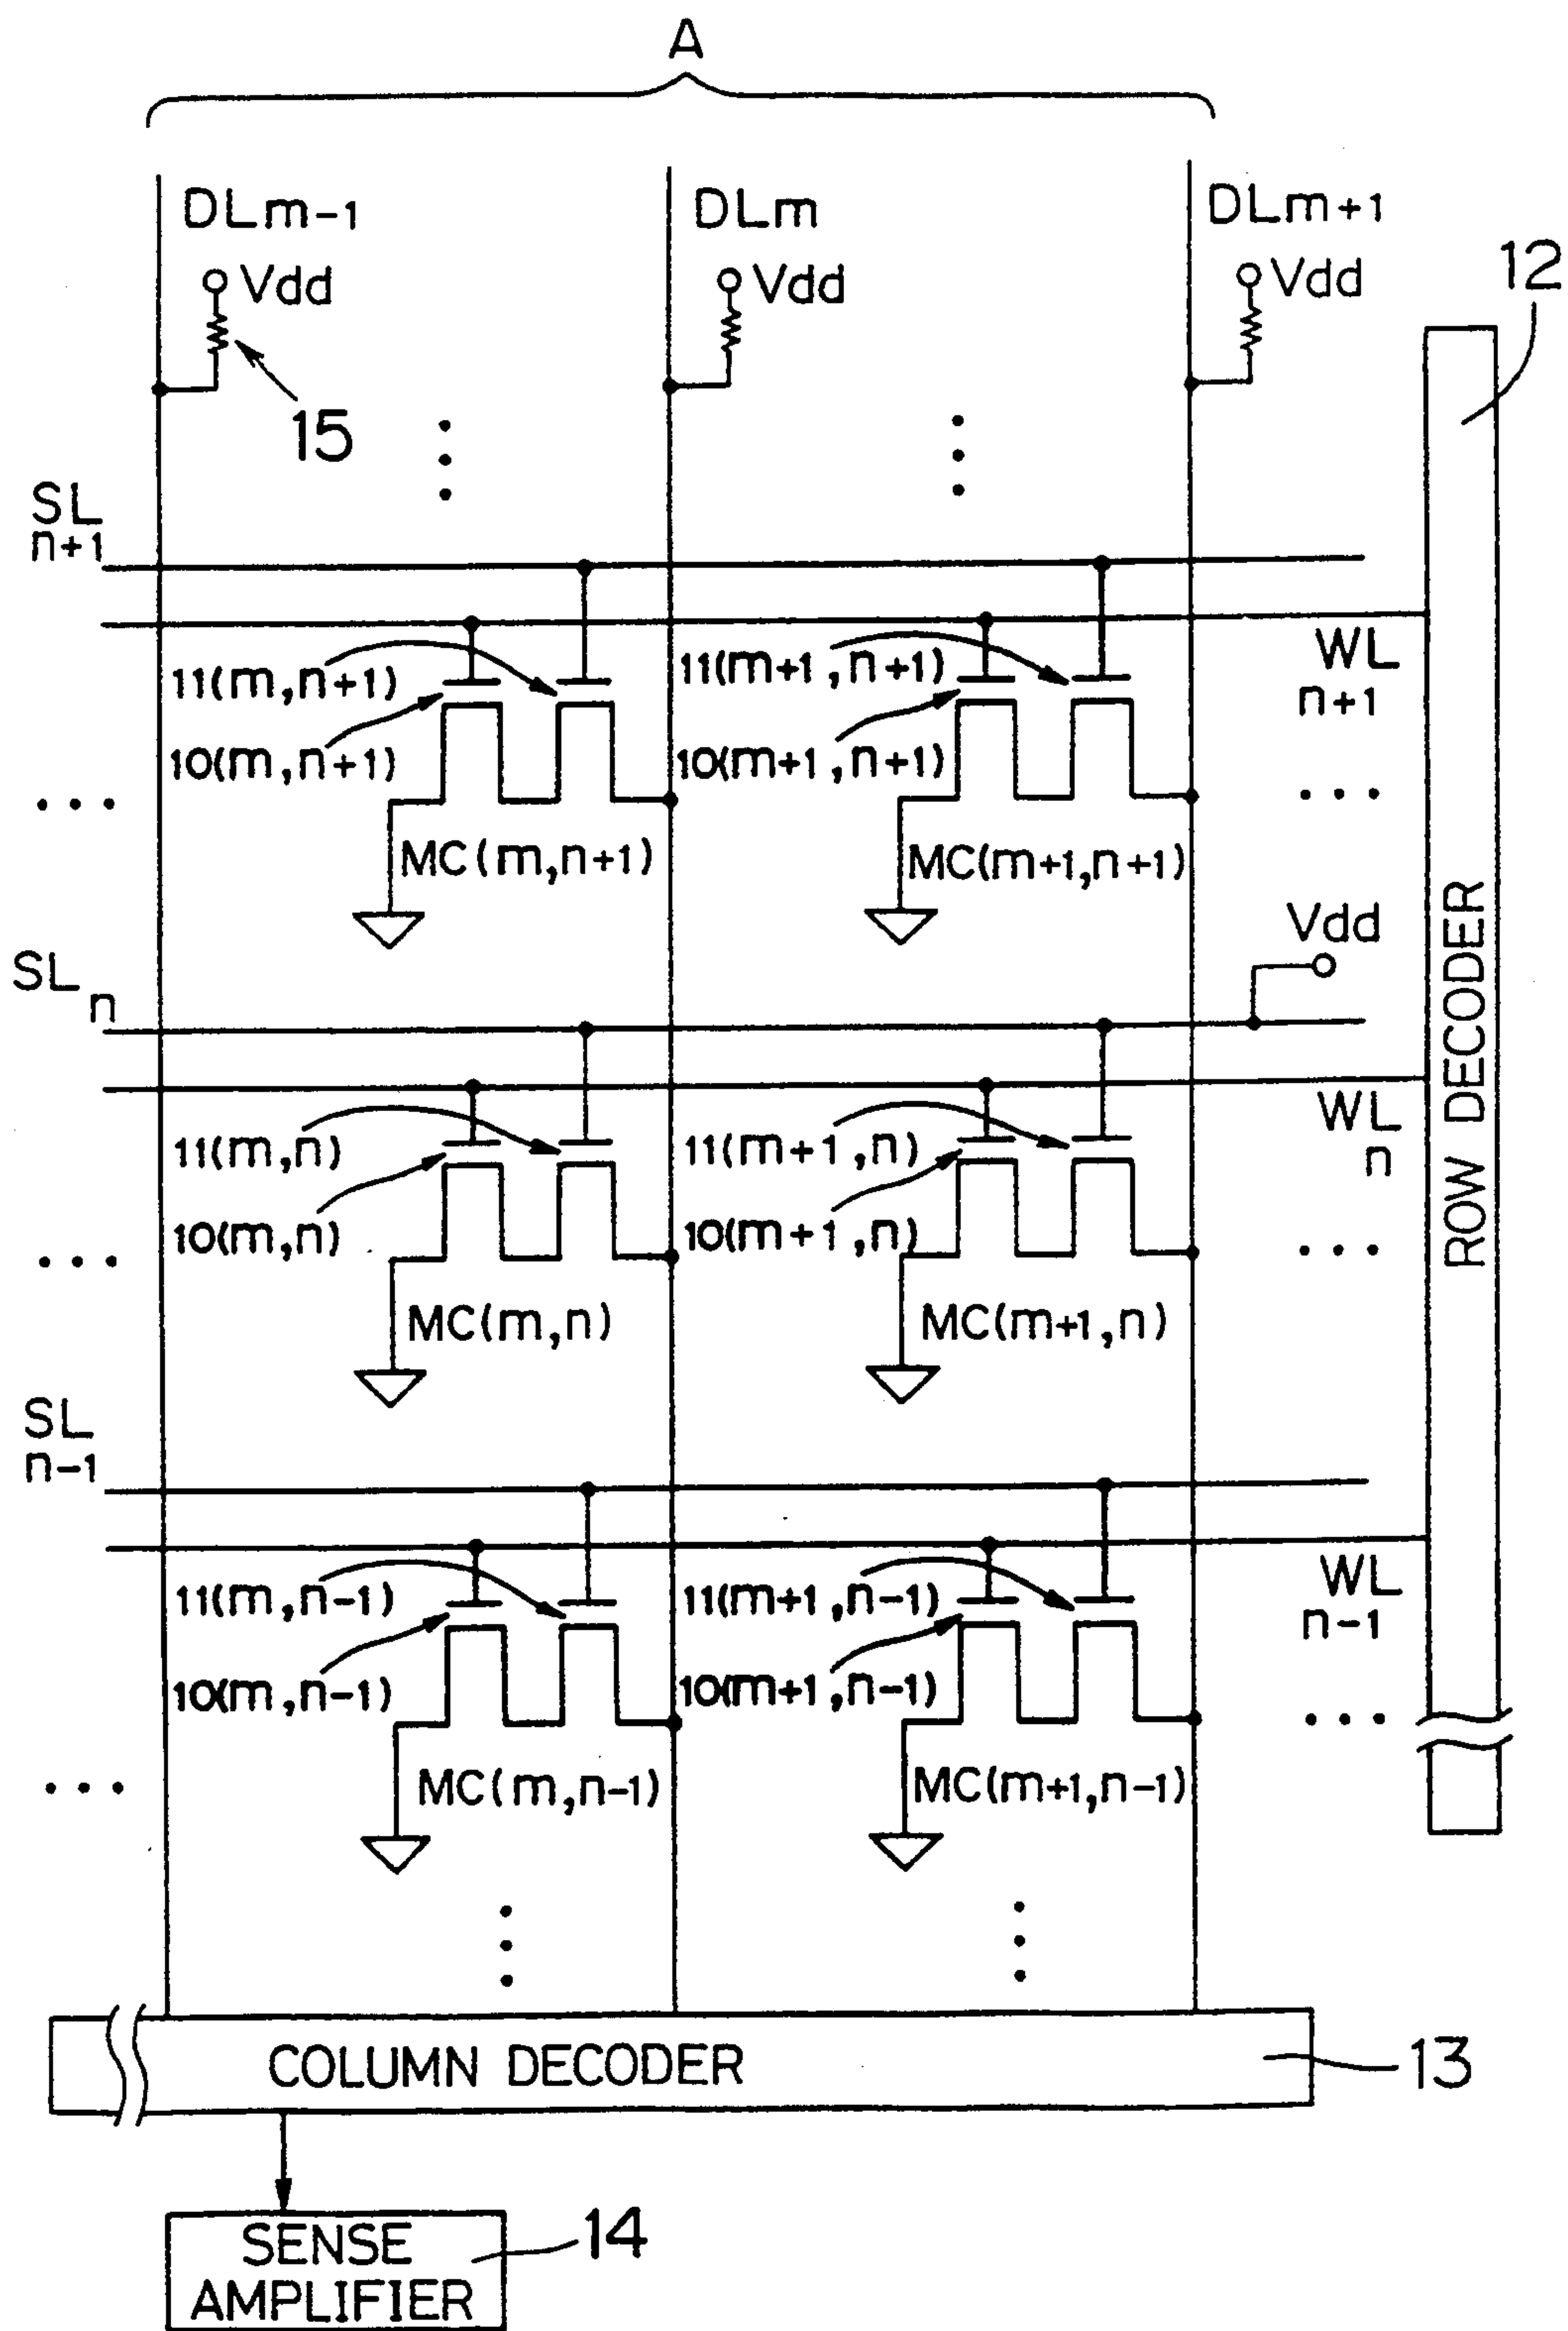 A
DLm-1
DLm
DLm+1
Vdd
Vdd
Vdd
12
15
SL
n+1
11(m,n+1)
11(m+1,n+1)
WL
n+1
10(m,n+1)
10(m+1,n+1)
MC(m,n+1)
MC(m+1,n+1)
Vdd
ROW DECODER
SL
n
11(m,n)
11(m+1,n)
WL
n
10(m,n)
10(m+1,n)
MC(m,n)
MC(m+1,n)
SL
n-1
11(m,n-1)
11(m+1,n-1)
WL
n-1
10(m,n-1)
10(m+1,n-1)
MC(m,n-1)
MC(m+1,n-1)
COLUMN DECODER
13
SENSE
AMPLIFIER
14